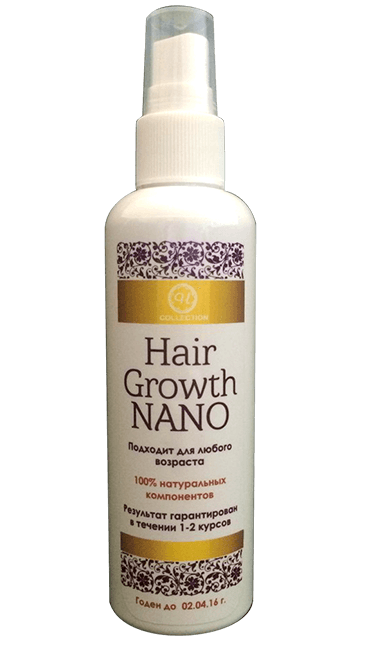 COLLECTION
Hair
Growth
NANO
Подходит для любого
возраста
100% натуральных
компонентов
Результат гарантирован
в течении 1-2 курсов
Годен до 02.04.16 г.